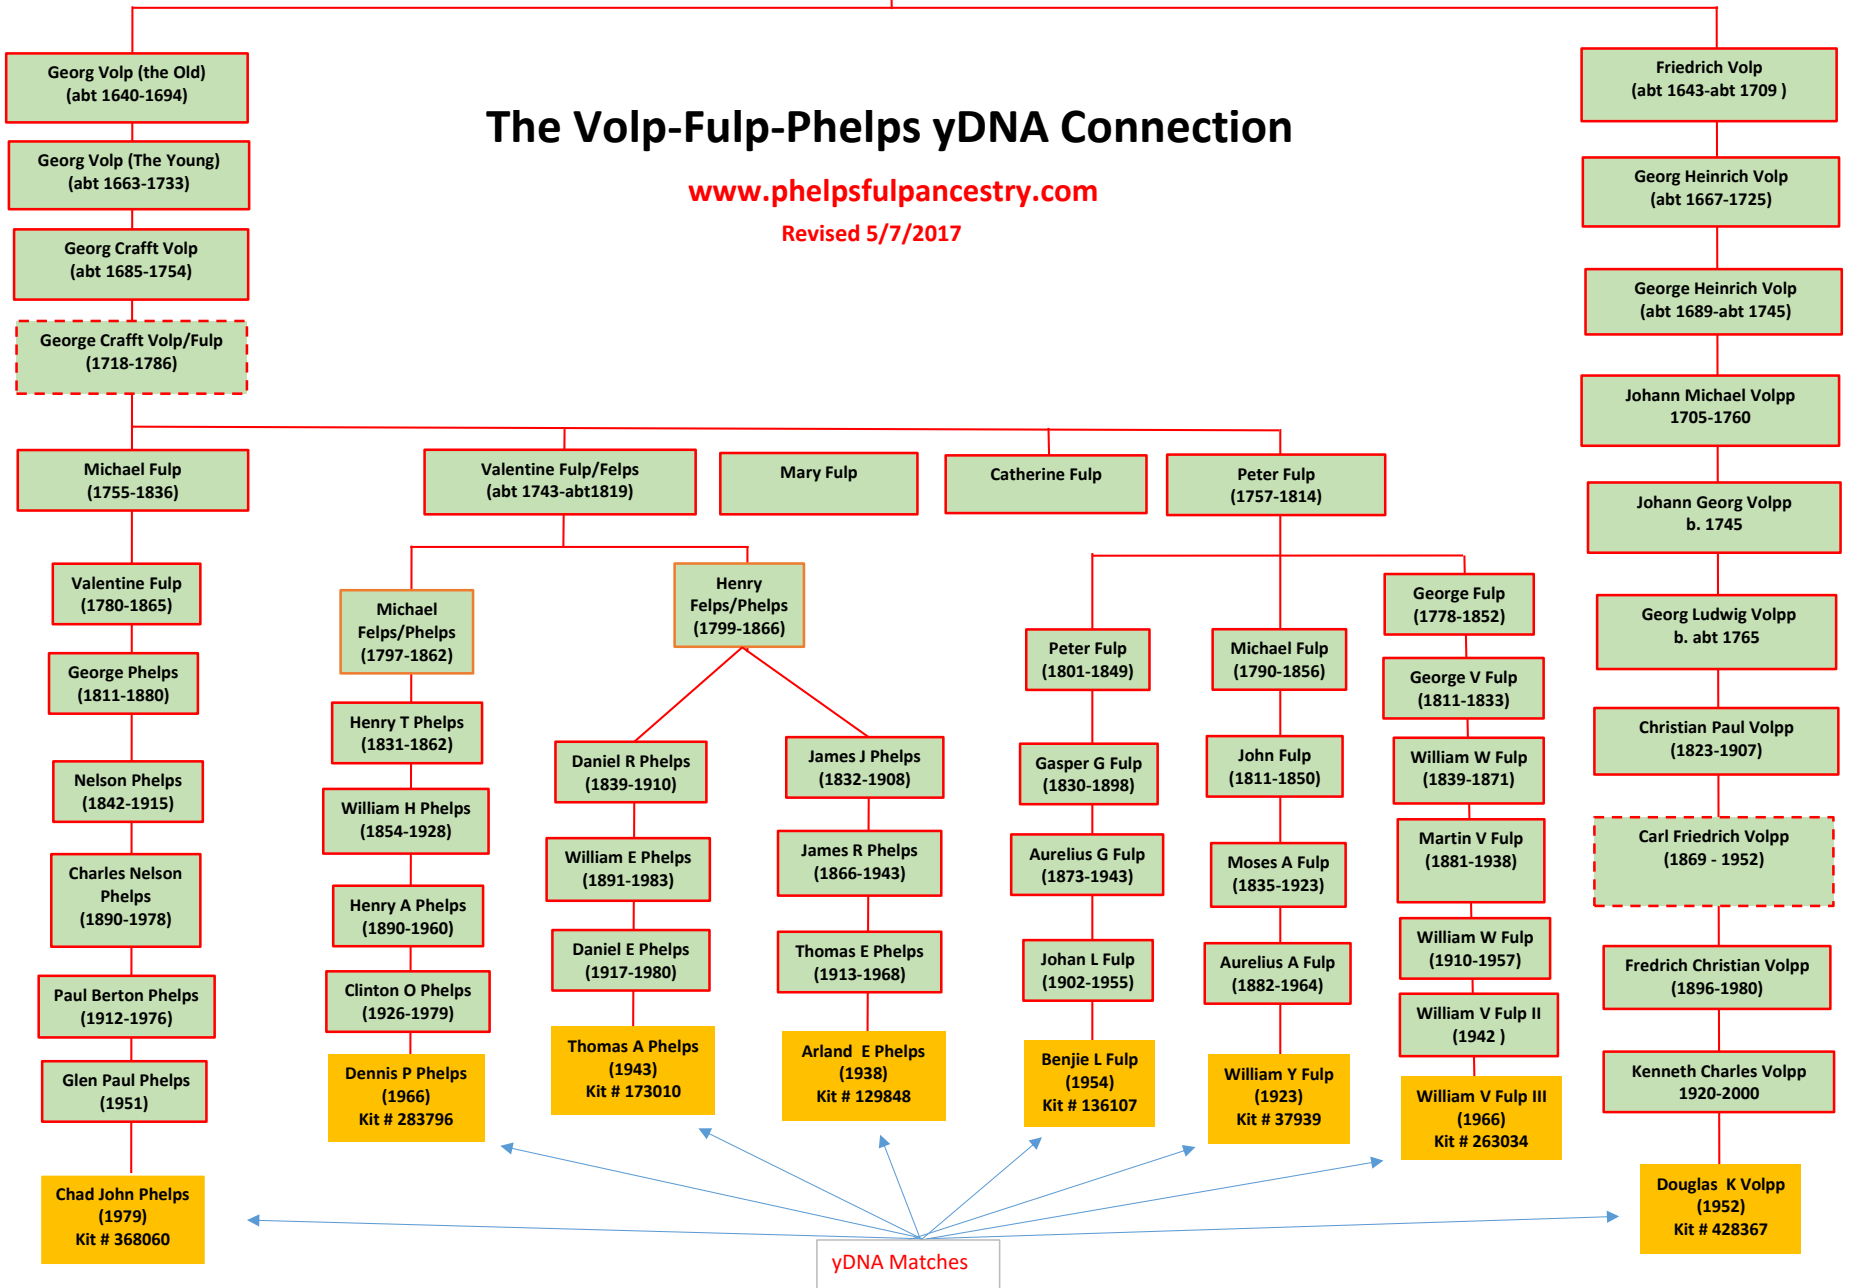 The Volp-Fulp-Phelps yDNA Connection
www.phelpsfulpancestry.com
Revised 5/7/2017
Georg Volp (the Old)
(abt 1640-1694)
Georg Volp (The Young)
(abt 1663-1733)
Georg Crafft Volp
(abt 1685-1754)
George Crafft Volp/Fulp
(1718-1786)
Michael Fulp
(1755-1836)
Valentine Fulp
(1780-1865)
George Phelps
(1811-1880)
Nelson Phelps
(1842-1915)
Charles Nelson
Phelps
(1890-1978)
Paul Berton Phelps
(1912-1976)
Glen Paul Phelps
(1951)
Chad John Phelps
(1979)
Kit # 368060
Valentine Fulp/Felps
(abt 1743-abt1819)
Michael
Felps/Phelps
(1797-1862)
Henry T Phelps
(1831-1862)
William H Phelps
(1854-1928)
Henry A Phelps
(1890-1960)
Clinton O Phelps
(1926-1979)
Dennis P Phelps
(1966)
Kit # 283796
Henry
Felps/Phelps
(1799-1866)
Daniel R Phelps
(1839-1910)
William E Phelps
(1891-1983)
Daniel E Phelps
(1917-1980)
Thomas A Phelps
(1943)
Kit # 173010
James J Phelps
(1832-1908)
James R Phelps
(1866-1943)
Thomas E Phelps
(1913-1968)
Arland E Phelps
(1938)
Kit # 129848
Mary Fulp
Catherine Fulp
Peter Fulp
(1757-1814)
Peter Fulp
(1801-1849)
Gasper G Fulp
(1830-1898)
Aurelius G Fulp
(1873-1943)
Johan L Fulp
(1902-1955)
Benjie L Fulp
(1954)
Kit # 136107
Michael Fulp
(1790-1856)
John Fulp
(1811-1850)
Moses A Fulp
(1835-1923)
Aurelius A Fulp
(1882-1964)
William Y Fulp
(1923)
Kit # 37939
George Fulp
(1778-1852)
George V Fulp
(1811-1833)
William W Fulp
(1839-1871)
Martin V Fulp
(1881-1938)
William W Fulp
(1910-1957)
William V Fulp II
(1942 )
William V Fulp III
(1966)
Kit # 263034
Friedrich Volp
(abt 1643-abt 1709 )
Georg Heinrich Volp
(abt 1667-1725)
George Heinrich Volp
(abt 1689-abt 1745)
Johann Michael Volpp
1705-1760
Johann Georg Volpp
b. 1745
Georg Ludwig Volpp
b. abt 1765
Christian Paul Volpp
(1823-1907)
Carl Friedrich Volpp
(1869 - 1952)
Fredrich Christian Volpp
(1896-1980)
Kenneth Charles Volpp
1920-2000
Douglas K Volpp
(1952)
Kit # 428367
yDNA Matches